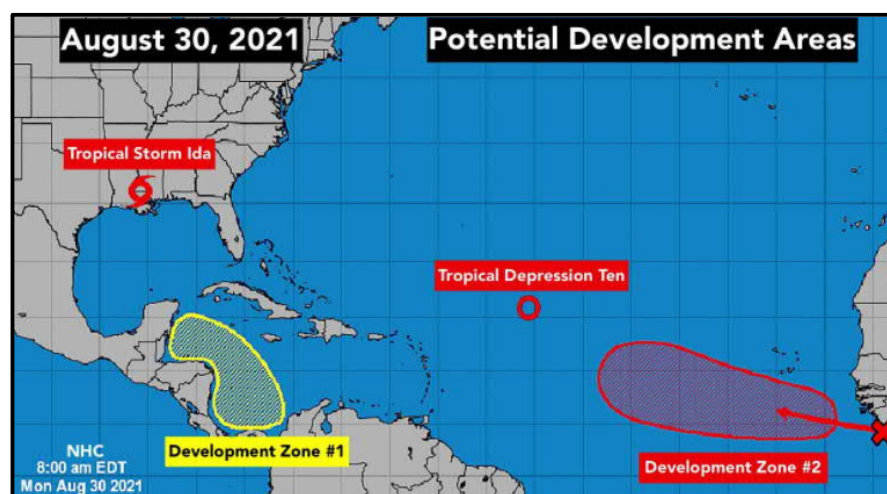 August 30, 2021
Potential Development Areas
Tropical Storm Ida
Tropical Depression Ten
Development Zone #1
Development Zone #2
NHC
8:00 am EDT
Mon Aug 30 2021